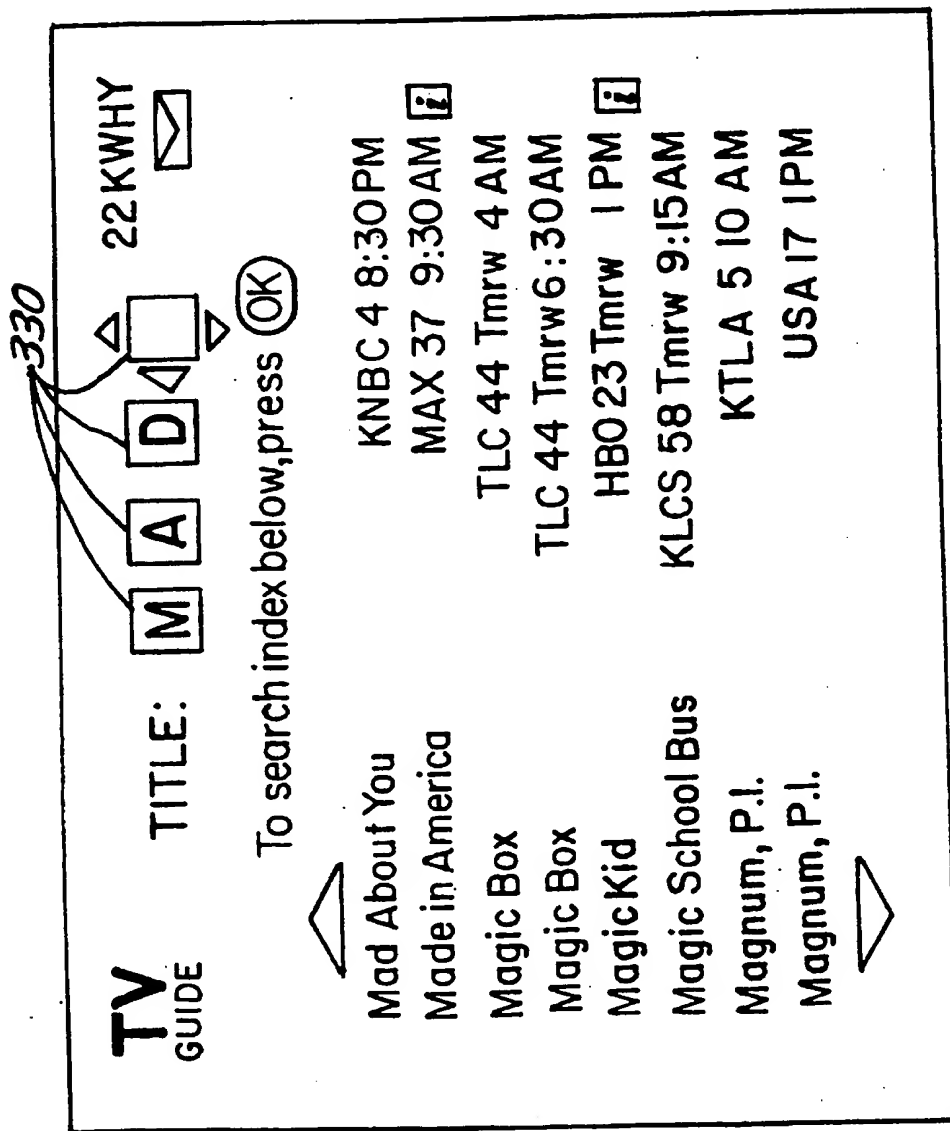 330
TV GUIDE TITLE: M A D 22 KWHY
To search index below, press OK
Mad About You KNBC 4 8:30PM
Made in America MAX 37 9:30AM i
Magic Box TLC 44 Tmrw 4 AM
Magic Box TLC 44 Tmrw 6:30AM
Magic Kid HBO 23 Tmrw 1 PM i
Magic School Bus KLCS 58 Tmrw 9:15AM
Magnum, P.I. KTLA 5 10 AM
Magnum, P.I. USA 17 1PM